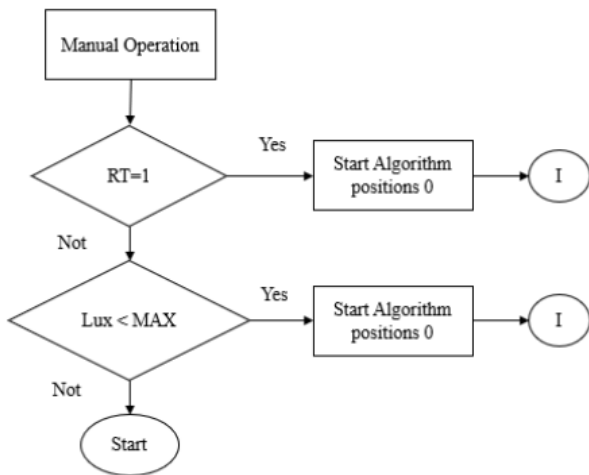 Manual Operation
RT=1
Yes
Start Algorithm
positions 0
I
Not
Lux < MAX
Yes
Start Algorithm
positions 0
I
Not
Start